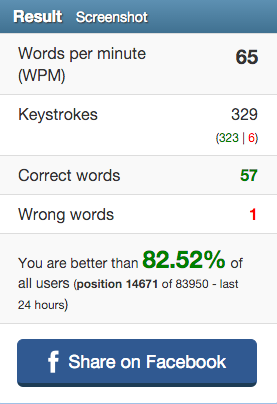 Result Screenshot
Words per minute 65
(WPM)
Keystrokes 329
(323 | 6)
Correct words 57
Wrong words 1
You are better than 82.52% of
all users (position 14671 of 83950 - last
24 hours)
f Share on Facebook